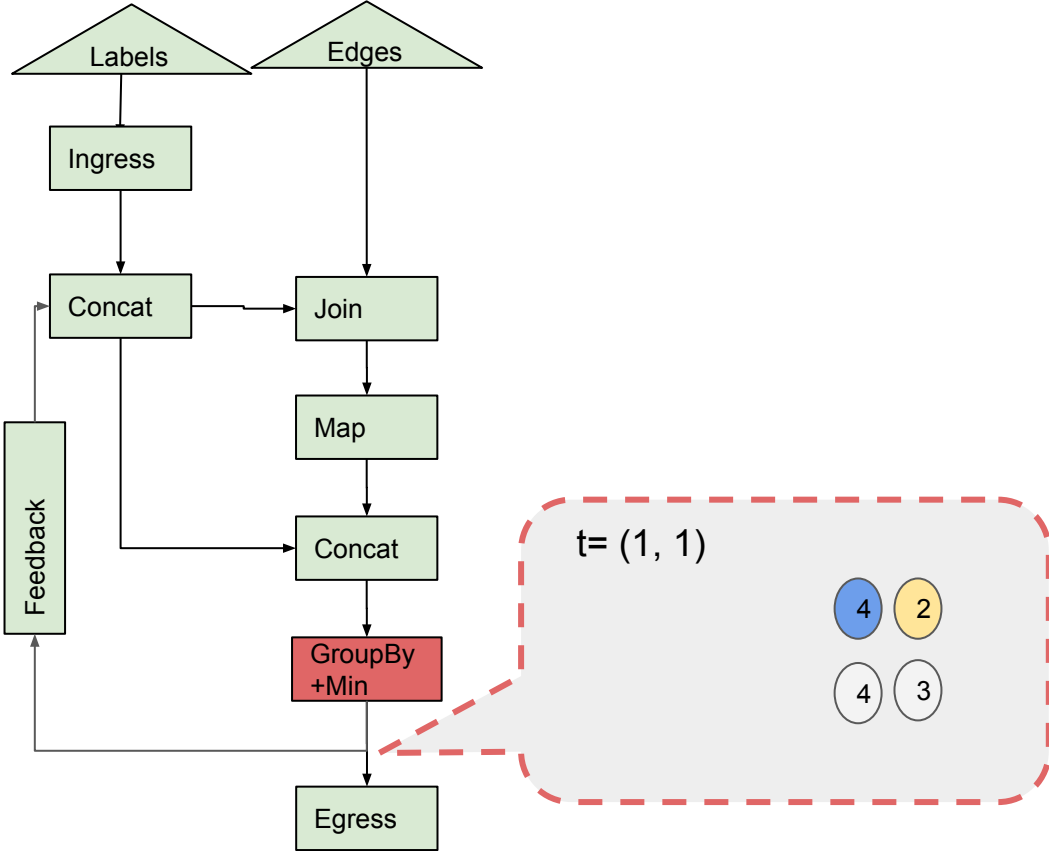 Labels
Edges
Ingress
Concat
Join
Map
Feedback
Concat
GroupBy
+Min
Egress
t= (1, 1)
4 2
4 3